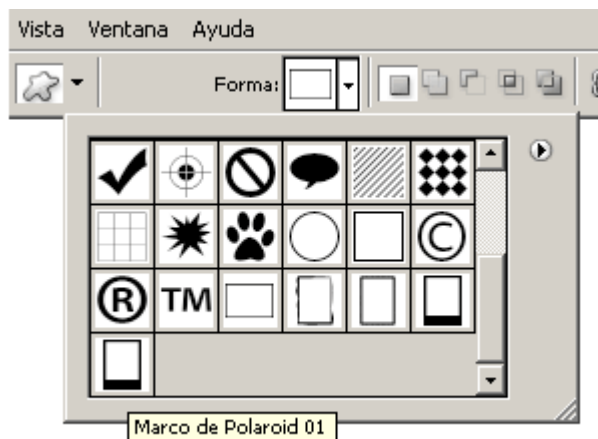 Vista Ventana Ayuda
Forma:
©
® TM
Marco de Polaroid 01